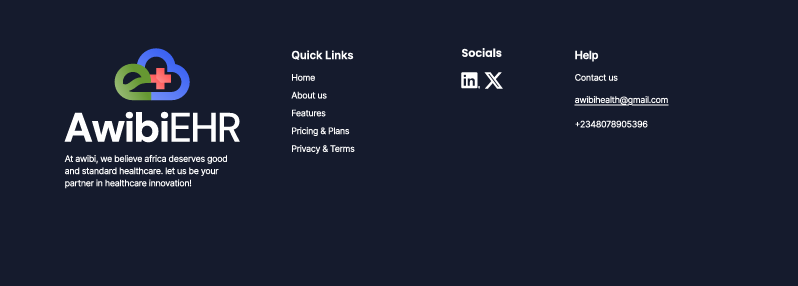 AwibiEHR
At awibi, we believe africa deserves good
and standard healthcare. let us be your
partner in healthcare innovation!
Quick Links
Home
About us
Features
Pricing & Plans
Privacy & Terms
Socials
in
X
Help
Contact us
awibihealth@gmail.com
+2348078905396